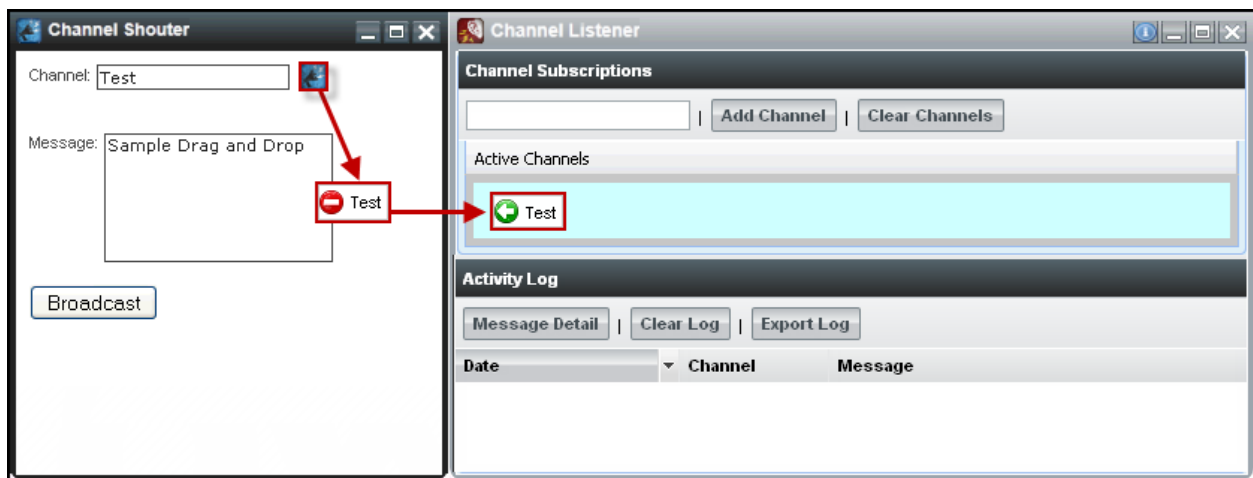 Channel Shouter
Channel: Test
Message: Sample Drag and Drop
Test
Broadcast
Channel Listener
Channel Subscriptions
| Add Channel | Clear Channels
Active Channels
Test
Activity Log
Message Detail | Clear Log | Export Log
Date Channel Message